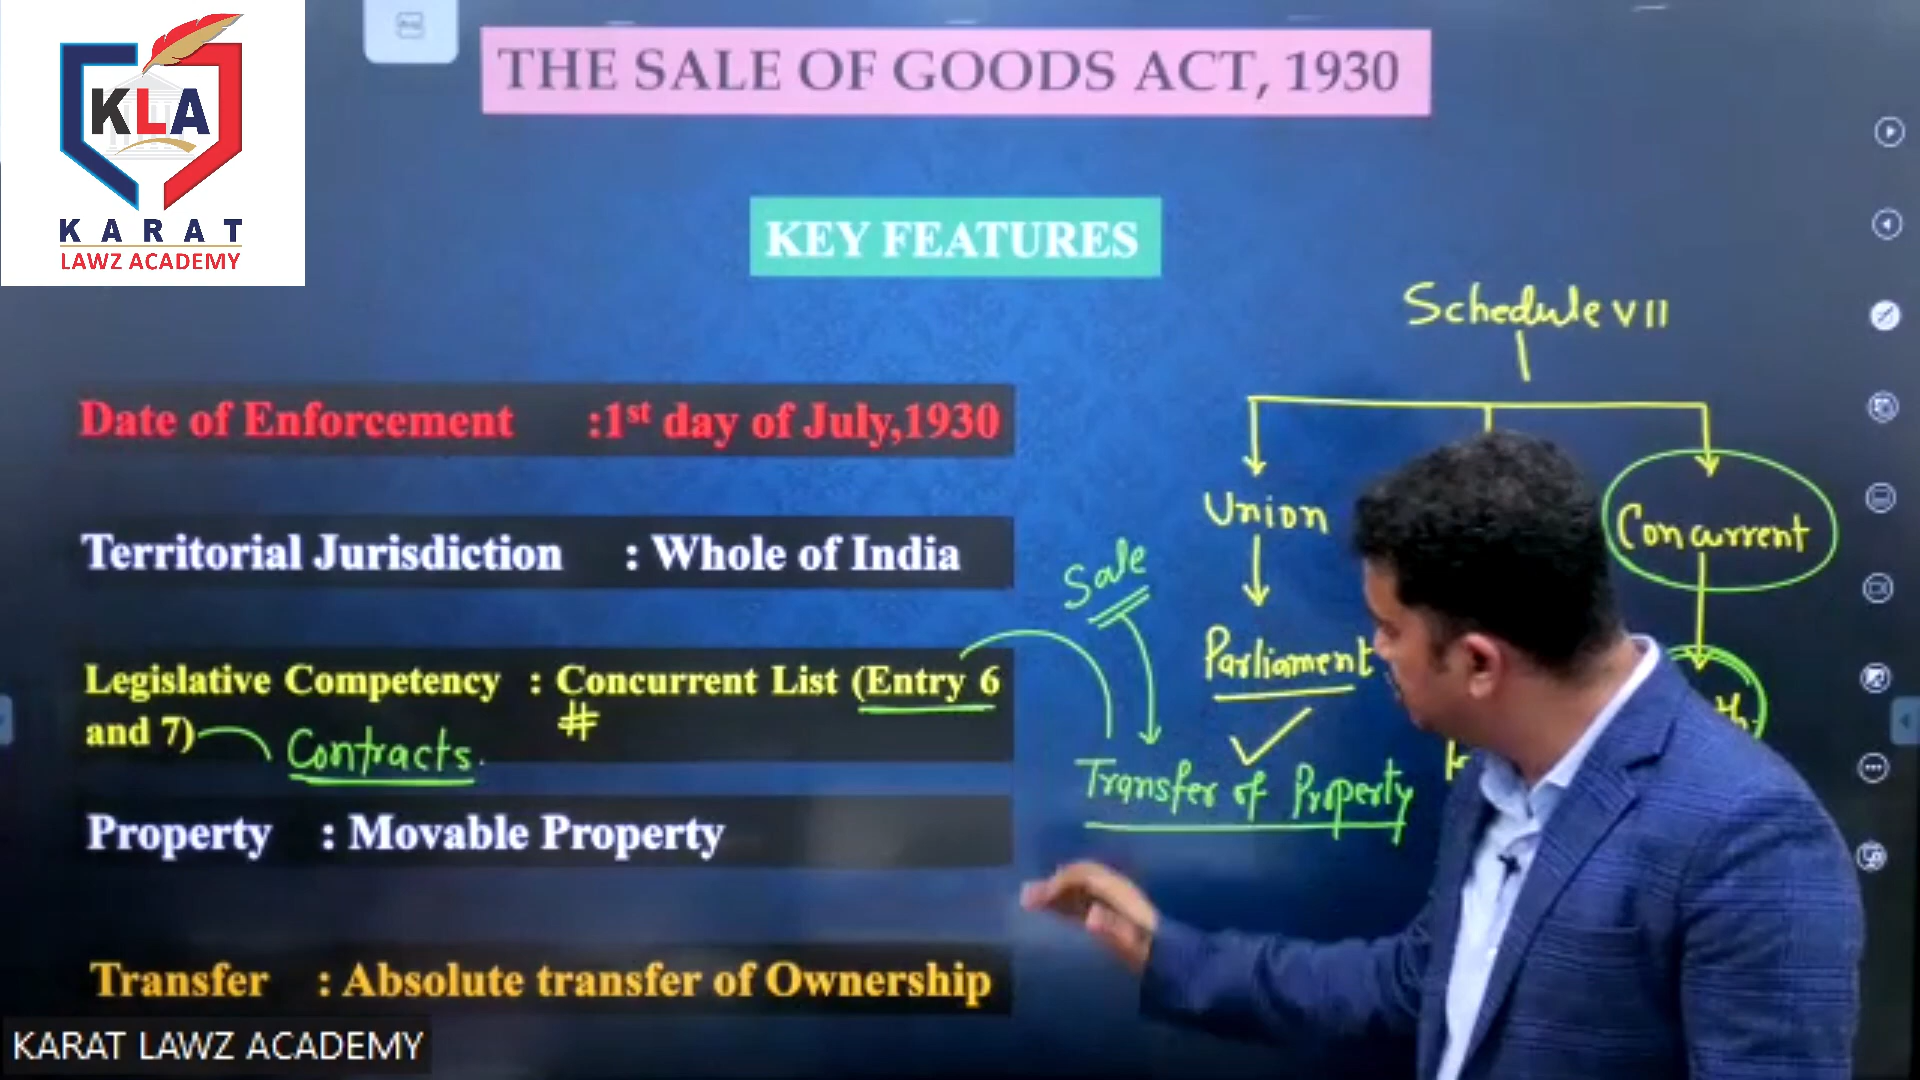 KLA
KARAT
LAWZ ACADEMY
THE SALE OF GOODS ACT, 1930
KEY FEATURES
Schedule VII
Date of Enforcement :1st day of July,1930
Union
Concurrent
Territorial Jurisdiction : Whole of India
Sale
Parliament
Legislative Competency : Concurrent List (Entry 6
and 7)
#
Contracts.
Transfer of Property
Property : Movable Property
Transfer : Absolute transfer of Ownership
KARAT LAWZ ACADEMY